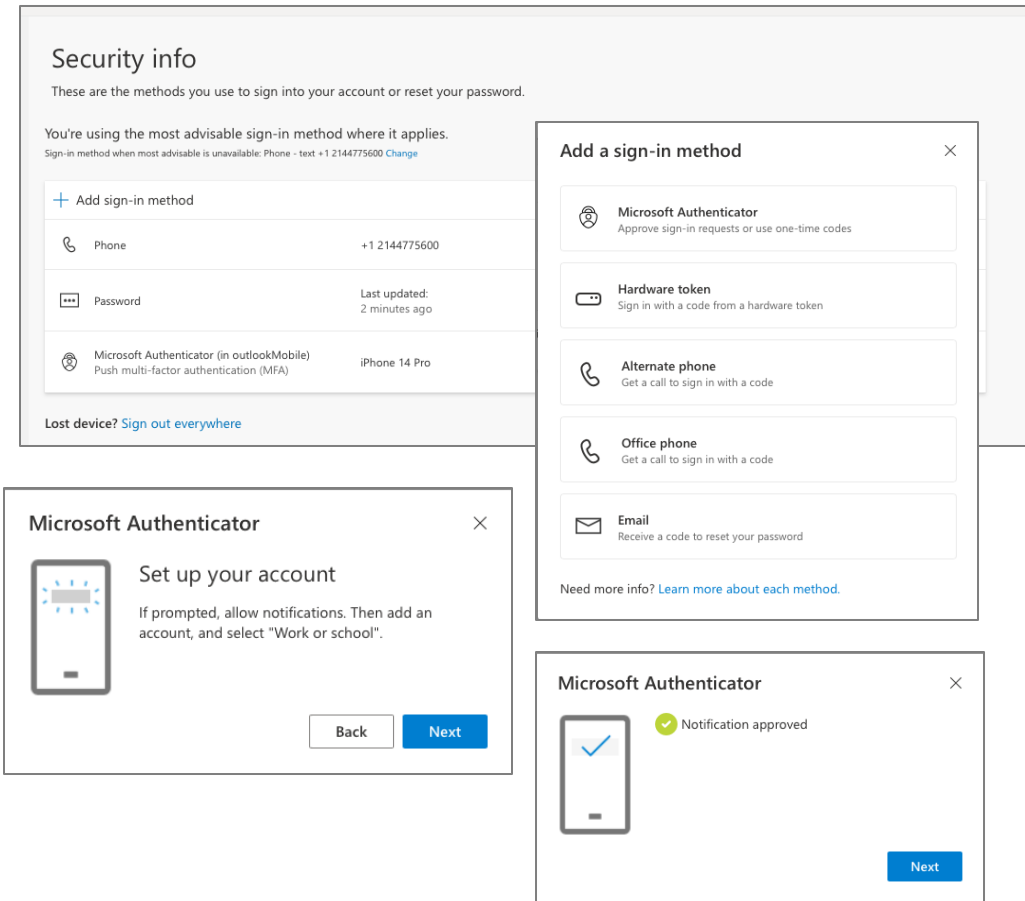 Security info
These are the methods you use to sign into your account or reset your password.
You're using the most advisable sign-in method where it applies.
Sign-in method when most advisable is unavailable: Phone - text +1 2144775600 Change
Add sign-in method
Phone
+1 2144775600
Password
Last updated:
2 minutes ago
Microsoft Authenticator (in outlookMobile)
Push multi-factor authentication (MFA)
iPhone 14 Pro
Lost device? Sign out everywhere
Add a sign-in method
Microsoft Authenticator
Approve sign-in requests or use one-time codes
Hardware token
Sign in with a code from a hardware token
Alternate phone
Get a call to sign in with a code
Office phone
Get a call to sign in with a code
Email
Receive a code to reset your password
Need more info? Learn more about each method.
Microsoft Authenticator
Set up your account
If prompted, allow notifications. Then add an
account, and select "Work or school".
Back
Next
Microsoft Authenticator
Notification approved
Next